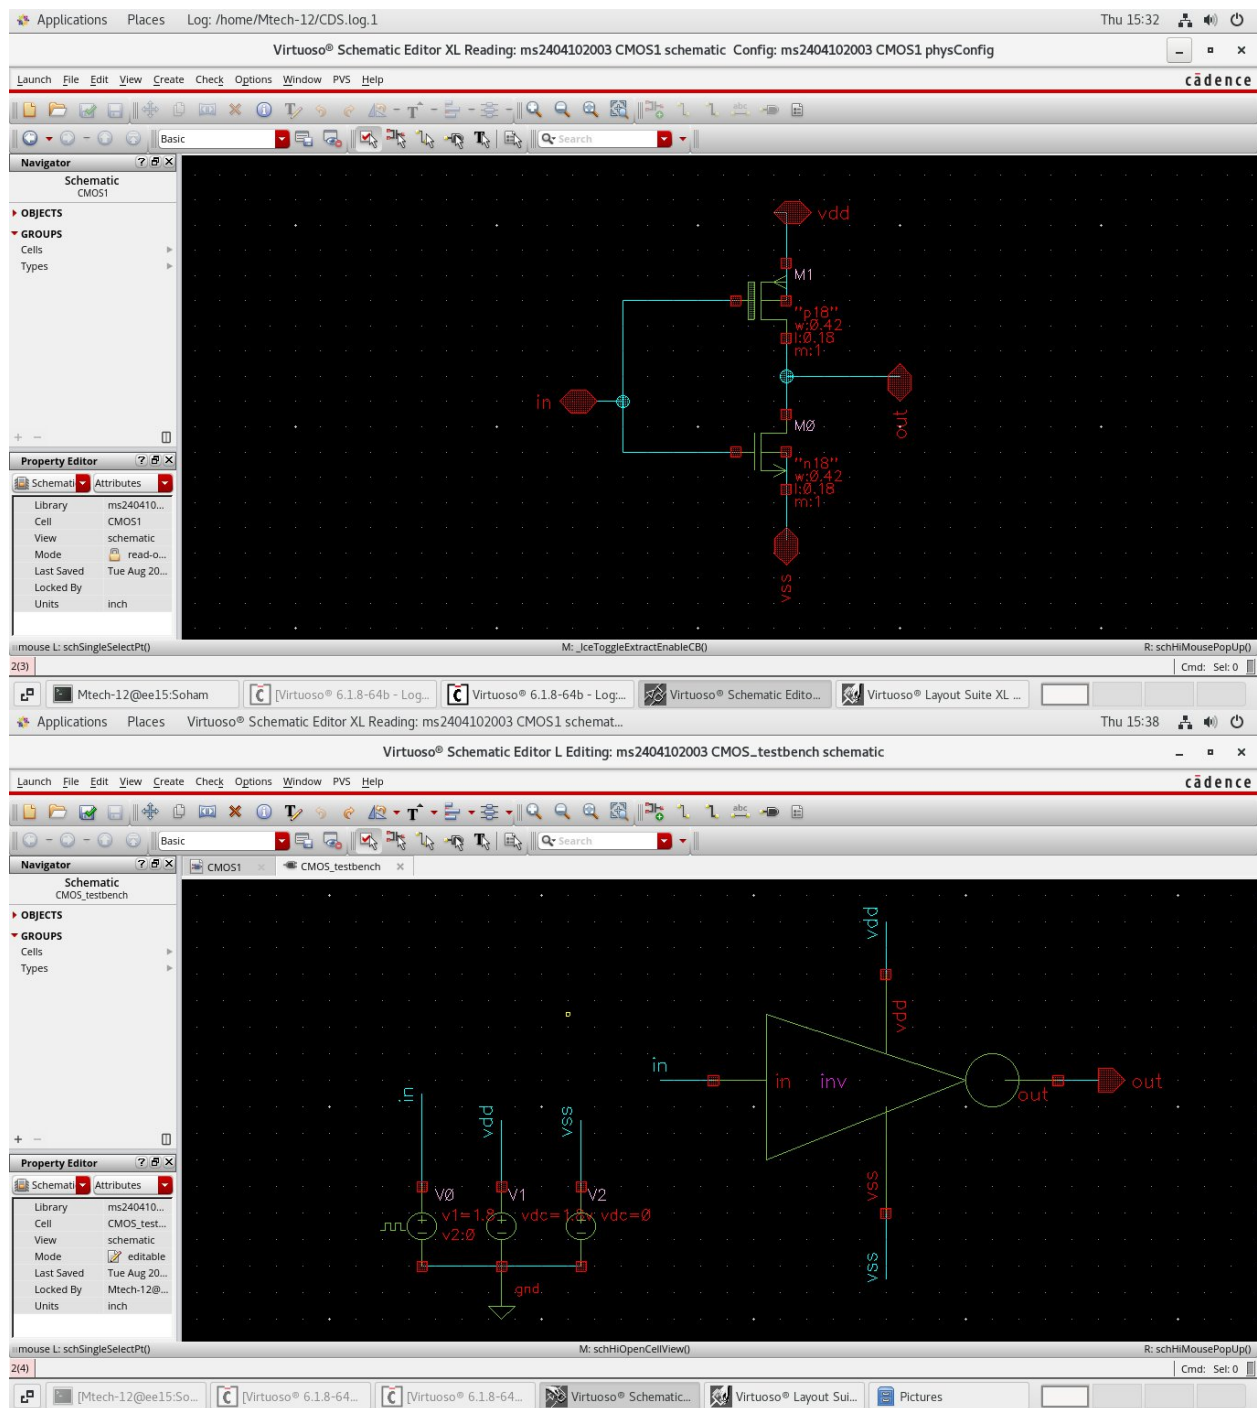 Applications Places Log: /home/Mtech-12/CDS.log.1 Thu 15:32
Virtuoso® Schematic Editor XL Reading: ms2404102003 CMOS1 schematic Config: ms2404102003 CMOS1 physConfig
Launch File Edit View Create Check Options Window PVS Help cādence
Basic Search
Navigator
Schematic
CMOS1
OBJECTS
GROUPS
Cells
Types
vdd
M1
"p18"
w:0.42
l:0.18
m:1
in
out
MØ
"n18"
w:0.42
l:0.18
m:1
vss
Property Editor
Schemati Attributes
Library ms240410...
Cell CMOS1
View schematic
Mode read-o...
Last Saved Tue Aug 20...
Locked By
Units inch
mouse L: schSingleSelectPt() M: _IceToggleExtractEnableCB() R: schHiMousePopUp()
2(3) Cmd: Sel: 0
Mtech-12@ee15:Soham [Virtuoso® 6.1.8-64b - Log... Virtuoso® 6.1.8-64b - Log:... Virtuoso® Schematic Edito... Virtuoso® Layout Suite XL ...
Applications Places Virtuoso® Schematic Editor XL Reading: ms2404102003 CMOS1 schemat... Thu 15:38
Virtuoso® Schematic Editor L Editing: ms2404102003 CMOS_testbench schematic
Launch File Edit View Create Check Options Window PVS Help cādence
abc
Basic Search
Navigator CMOS1 CMOS_testbench
Schematic
CMOS_testbench
OBJECTS
GROUPS
Cells
Types
vdd
vdd
in
in inv
out out
vss
vss
in
vdd
vss
VØ V1 V2
v1=1.8 vdc=1.8v vdc=Ø
v2:Ø
gnd
Property Editor
Schemati Attributes
Library ms240410...
Cell CMOS_test...
View schematic
Mode editable
Last Saved Tue Aug 20...
Locked By Mtech-12@...
Units inch
mouse L: schSingleSelectPt() M: schHiOpenCellView() R: schHiMousePopUp()
2(4) Cmd: Sel: 0
[Mtech-12@ee15:So... [Virtuoso® 6.1.8-64... [Virtuoso® 6.1.8-64... Virtuoso® Schematic... Virtuoso® Layout Sui... Pictures